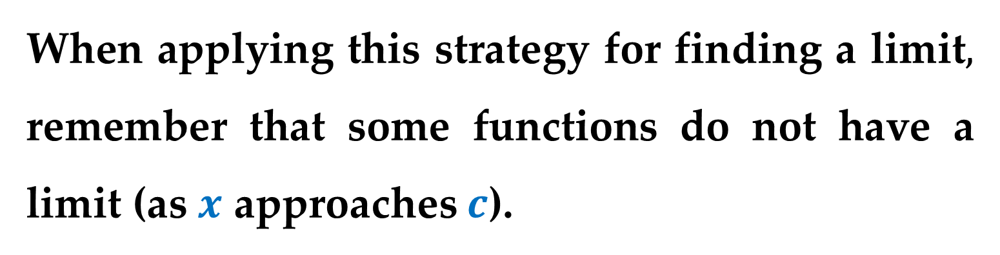 When applying this strategy for finding a limit,
remember that some functions do not have a
limit (as x approaches c).